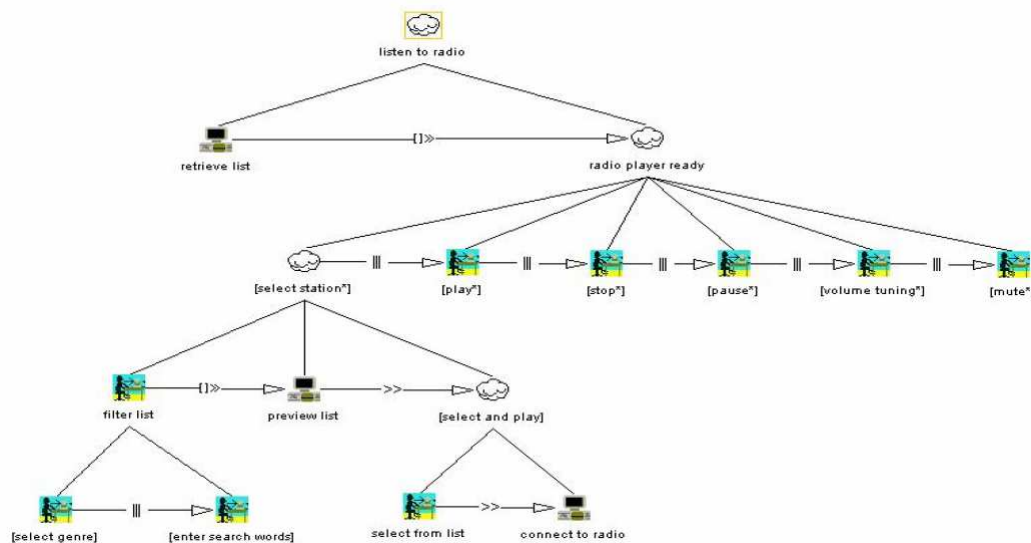 listen to radio
[]>>
retrieve list
radio player ready
||| ||| ||| ||| |||
[select station*] [play*] [stop*] [pause*] [volume tuning*] [mute*
[]>> >>
filter list preview list [select and play]
||| >>
[select genre] [enter search words] select from list connect to radio